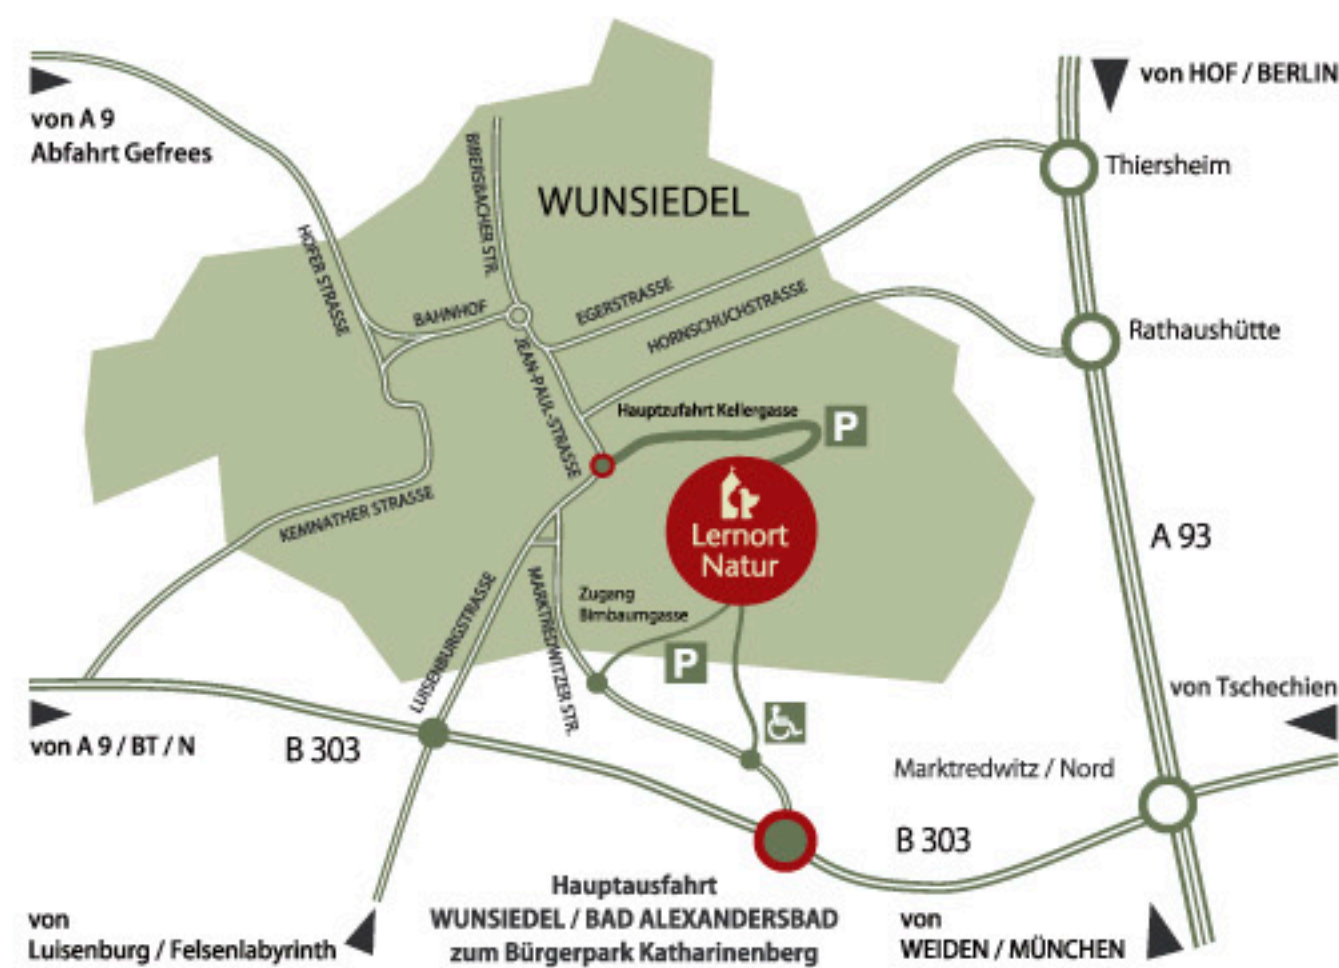 von HOF / BERLIN
von A 9
Abfahrt Gefrees
Thiersheim
WUNSIEDEL
BIBERSBACHER STR.
HOFER STRASSE
BAHNHOF
EGERSTRASSE
HORNSCHUCHSTRASSE
Rathaushütte
JEAN-PAUL-STRASSE
Hauptzufahrt Kellergasse
P
KEMNATHER STRASSE
Lernort
Natur
A 93
Zugang
Birnbaumgasse
LUISENBURGSTRASSE
MARKTREDWITZER STR.
P
von Tschechien
von A 9 / BT / N
B 303
Marktredwitz / Nord
B 303
Hauptausfahrt
WUNSIEDEL / BAD ALEXANDERSBAD
zum Bürgerpark Katharinenberg
von
Luisenburg / Felsenlabyrinth
von
WEIDEN / MÜNCHEN